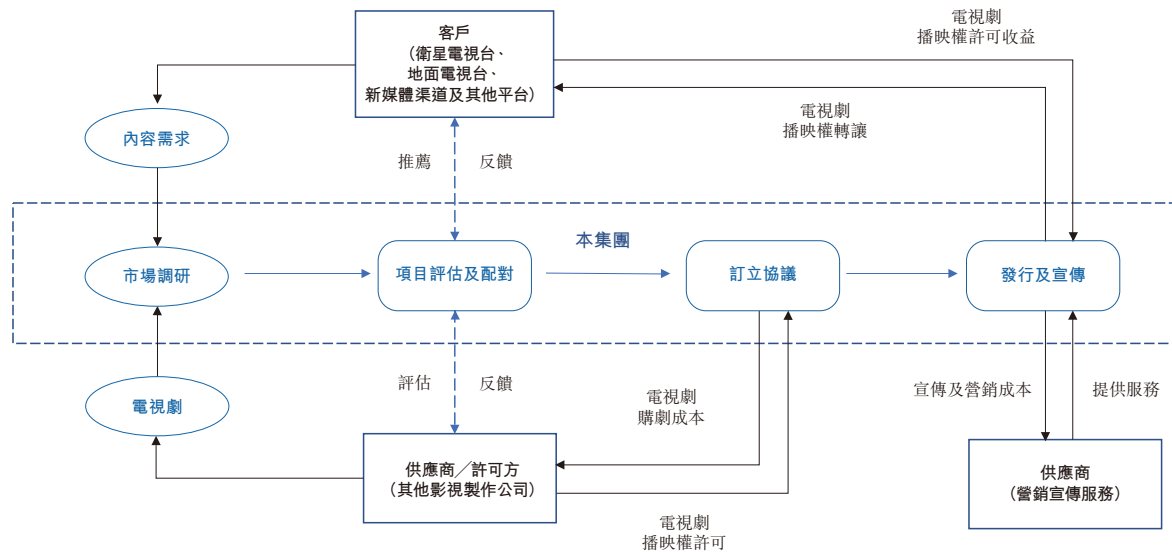 客戶
（衛星電視台、
地面電視台、
新媒體渠道及其他平台）
電視劇
播映權許可收益
電視劇
播映權轉讓
內容需求
推薦
反饋
本集團
市場調研
項目評估及配對
訂立協議
發行及宣傳
評估
反饋
電視劇
電視劇
購劇成本
宣傳及營銷成本
提供服務
供應商／許可方
（其他影視製作公司）
供應商
（營銷宣傳服務）
電視劇
播映權許可